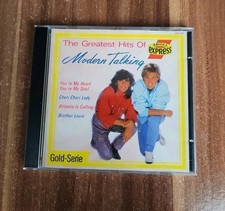 The Greatest Hits Of
EXPRESS
Modern Talking
You're My Heart
You're My Soul
Cheri Cheri Lady
Atlantis Is Calling
Brother Louie
Gold-Serie